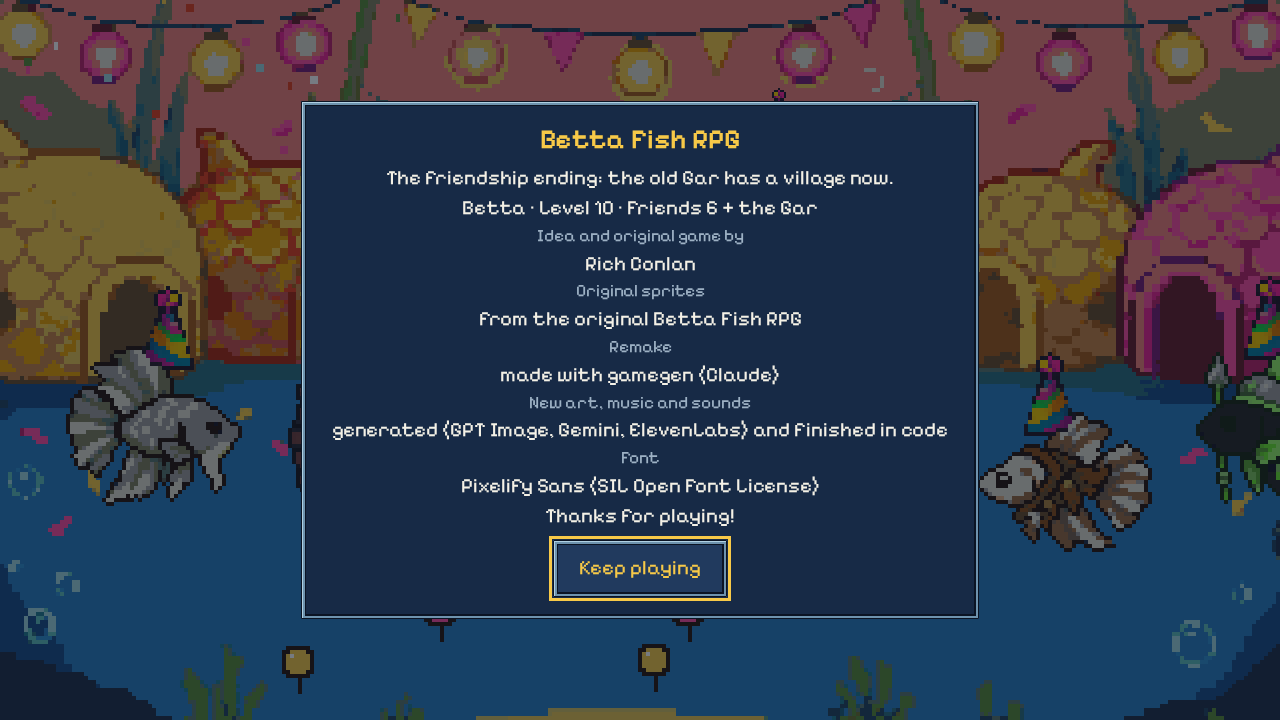 Betta Fish RPG
The friendship ending: the old Gar has a village now.
Betta · Level 10 · Friends 6 + the Gar
Idea and original game by
Rich Conlan
Original sprites
from the original Betta Fish RPG
Remake
made with gamegen (Claude)
New art, music and sounds
generated (GPT Image, Gemini, ElevenLabs) and finished in code
Font
Pixelify Sans (SIL Open Font License)
Thanks for playing!
Keep playing